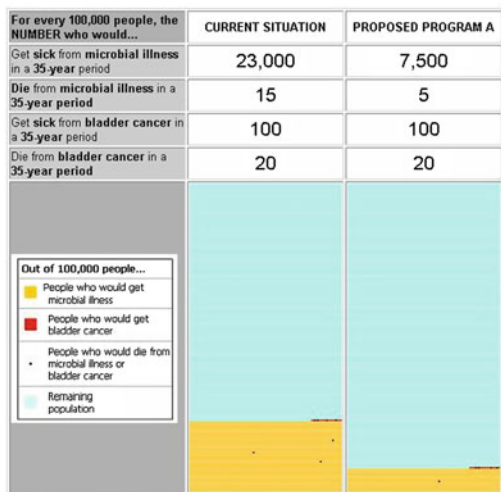 For every 100,000 people, the
NUMBER who would...
CURRENT SITUATION
PROPOSED PROGRAM A
Get sick from microbial illness
in a 35-year period
23,000
7,500
Die from microbial illness in a
35-year period
15
5
Get sick from bladder cancer in
a 35-year period
100
100
Die from bladder cancer in a
35-year period
20
20
Out of 100,000 people...
People who would get
microbial illness
People who would get
bladder cancer
People who would die from
microbial illness or
bladder cancer
Remaining
population